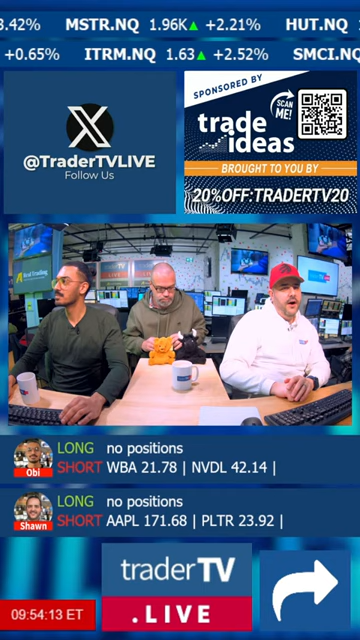 3.42% MSTR.NQ 1.96K▲ +2.21% HUT.NQ
+0.65% ITRM.NQ 1.63▲ +2.52% SMCI.NQ
@TraderTVLIVE
Follow Us
SPONSORED BY
SCAN
ME!
trade
ideas
BROUGHT TO YOU BY
20%OFF:TRADERTV20
LONG no positions
SHORT WBA 21.78 | NVDL 42.14 |
Obi
LONG no positions
SHORT AAPL 171.68 | PLTR 23.92 |
Shawn
09:54:13 ET
traderTV
.LIVE